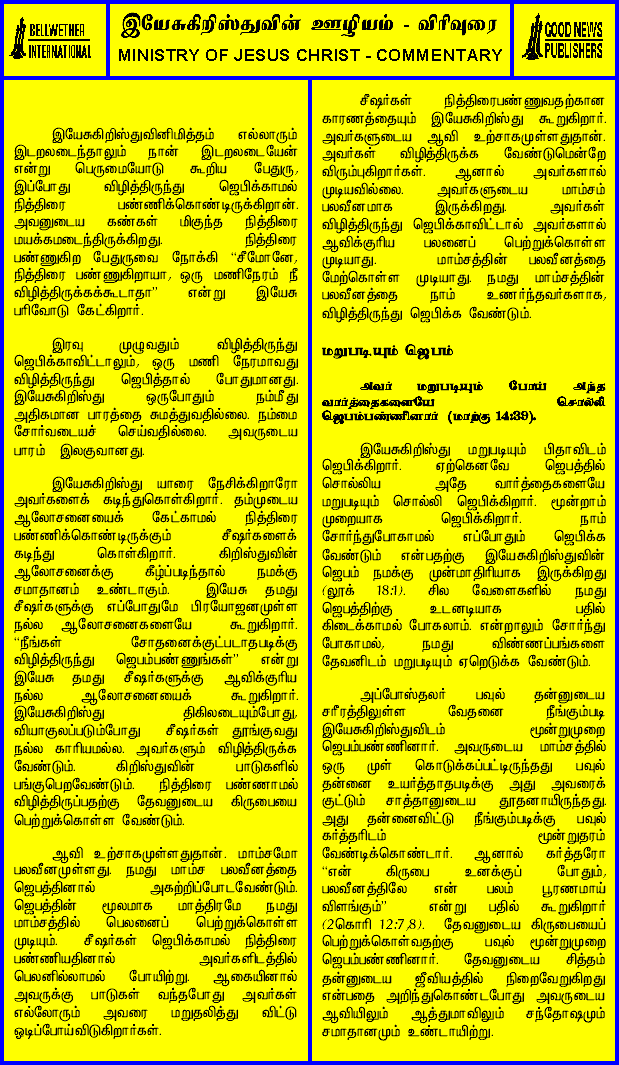 BELLWETHER
INTERNATIONAL
இயேசுகிறிஸ்துவின் ஊழியம் - விரிவுரை
MINISTRY OF JESUS CHRIST - COMMENTARY
GOOD NEWS
PUBLISHERS
இயேசுகிறிஸ்துவினிமித்தம் எல்லாரும்
இடறலடைந்தாலும் நான் இடறலடையேன்
என்று பெருமையோடு கூறிய பேதுரு,
இப்போது விழித்திருந்து ஜெபிக்காமல்
நித்திரை பண்ணிக்கொண்டிருக்கிறான்.
அவனுடைய கண்கள் மிகுந்த நித்திரை
மயக்கமடைந்திருக்கிறது. நித்திரை
பண்ணுகிற பேதுருவை நோக்கி “சீமோனே,
நித்திரை பண்ணுகிறாயா, ஒரு மணிநேரம் நீ
விழித்திருக்கக்கூடாதா” என்று இயேசு
பரிவோடு கேட்கிறார்.
இரவு முழுவதும் விழித்திருந்து
ஜெபிக்காவிட்டாலும், ஒரு மணி நேரமாவது
விழித்திருந்து ஜெபித்தால் போதுமானது.
இயேசுகிறிஸ்து ஒருபோதும் நம்மீது
அதிகமான பாரத்தை சுமத்துவதில்லை. நம்மை
சோர்வடையச் செய்வதில்லை. அவருடைய
பாரம் இலகுவானது.
இயேசுகிறிஸ்து யாரை நேசிக்கிறாரோ
அவர்களைக் கடிந்துகொள்கிறார். தம்முடைய
ஆலோசனையைக் கேட்காமல் நித்திரை
பண்ணிக்கொண்டிருக்கும் சீஷர்களைக்
கடிந்து கொள்கிறார். கிறிஸ்துவின்
ஆலோசனைக்கு கீழ்ப்படிந்தால் நமக்கு
சமாதானம் உண்டாகும். இயேசு தமது
சீஷர்களுக்கு எப்போதுமே பிரயோஜனமுள்ள
நல்ல ஆலோசனைகளையே கூறுகிறார்.
“நீங்கள் சோதனைக்குட்படாதபடிக்கு
விழித்திருந்து ஜெபம்பண்ணுங்கள்” என்று
இயேசு தமது சீஷர்களுக்கு ஆவிக்குரிய
நல்ல ஆலோசனையைக் கூறுகிறார்.
இயேசுகிறிஸ்து திகிலடையும்போது,
வியாகுலப்படும்போது சீஷர்கள் தூங்குவது
நல்ல காரியமல்ல. அவர்களும் விழித்திருக்க
வேண்டும். கிறிஸ்துவின் பாடுகளில்
பங்குபெறவேண்டும். நித்திரை பண்ணாமல்
விழித்திருப்பதற்கு தேவனுடைய கிருபையை
பெற்றுக்கொள்ள வேண்டும்.
ஆவி உற்சாகமுள்ளதுதான். மாம்சமோ
பலவீனமுள்ளது. நமது மாம்ச பலவீனத்தை
ஜெபத்தினால் அகற்றிப்போடவேண்டும்.
ஜெபத்தின் மூலமாக மாத்திரமே நமது
மாம்சத்தில் பெலனைப் பெற்றுக்கொள்ள
முடியும். சீஷர்கள் ஜெபிக்காமல் நித்திரை
பண்ணியதினால் அவர்களிடத்தில்
பெலனில்லாமல் போயிற்று. ஆகையினால்
அவருக்கு பாடுகள் வந்தபோது அவர்கள்
எல்லோரும் அவரை மறுதலித்து விட்டு
ஓடிப்போய்விடுகிறார்கள்.
சீஷர்கள் நித்திரைபண்ணுவதற்கான
காரணத்தையும் இயேசுகிறிஸ்து கூறுகிறார்.
அவர்களுடைய ஆவி உற்சாகமுள்ளதுதான்.
அவர்கள் விழித்திருக்க வேண்டுமென்றே
விரும்புகிறார்கள். ஆனால் அவர்களால்
முடியவில்லை. அவர்களுடைய மாம்சம்
பலவீனமாக இருக்கிறது. அவர்கள்
விழித்திருந்து ஜெபிக்காவிட்டால் அவர்களால்
ஆவிக்குரிய பலனைப் பெற்றுக்கொள்ள
முடியாது. மாம்சத்தின் பலவீனத்தை
மேற்கொள்ள முடியாது. நமது மாம்சத்தின்
பலவீனத்தை நாம் உணர்ந்தவர்களாக,
விழித்திருந்து ஜெபிக்க வேண்டும்.
மறுபடியும் ஜெபம்
அவர் மறுபடியும் போய் அந்த
வார்த்தைகளையே சொல்லி
ஜெபம்பண்ணினார் (மாற்கு 14:39).
இயேசுகிறிஸ்து மறுபடியும் பிதாவிடம்
ஜெபிக்கிறார். ஏற்கெனவே ஜெபத்தில்
சொல்லிய அதே வார்த்தைகளையே
மறுபடியும் சொல்லி ஜெபிக்கிறார். மூன்றாம்
முறையாக ஜெபிக்கிறார். நாம்
சோர்ந்துபோகாமல் எப்போதும் ஜெபிக்க
வேண்டும் என்பதற்கு இயேசுகிறிஸ்துவின்
ஜெபம் நமக்கு முன்மாதிரியாக இருக்கிறது
(லூக் 18:1). சில வேளைகளில் நமது
ஜெபத்திற்கு உடனடியாக பதில்
கிடைக்காமல் போகலாம். என்றாலும் சோர்ந்து
போகாமல், நமது விண்ணப்பங்களை
தேவனிடம் மறுபடியும் ஏறெடுக்க வேண்டும்.
அப்போஸ்தலர் பவுல் தன்னுடைய
சரீரத்திலுள்ள வேதனை நீங்கும்படி
இயேசுகிறிஸ்துவிடம் மூன்றுமுறை
ஜெபம்பண்ணினார். அவருடைய மாம்சத்தில்
ஒரு முள் கொடுக்கப்பட்டிருந்தது பவுல்
தன்னை உயர்த்தாதபடிக்கு அது அவரைக்
குட்டும் சாத்தானுடைய தூதனாயிருந்தது.
அது தன்னைவிட்டு நீங்கும்படிக்கு பவுல்
கர்த்தரிடம் மூன்றுதரம்
வேண்டிக்கொண்டார். ஆனால் கர்த்தரோ
“என் கிருபை உனக்குப் போதும்,
பலவீனத்திலே என் பலம் பூரணமாய்
விளங்கும்” என்று பதில் கூறுகிறார்
(2கொரி 12:7,8). தேவனுடைய கிருபையைப்
பெற்றுக்கொள்வதற்கு பவுல் மூன்றுமுறை
ஜெபம்பண்ணினார். தேவனுடைய சித்தம்
தன்னுடைய ஜீவியத்தில் நிறைவேறுகிறது
என்பதை அறிந்துகொண்டபோது அவருடைய
ஆவியிலும் ஆத்துமாவிலும் சந்தோஷமும்
சமாதானமும் உண்டாயிற்று.